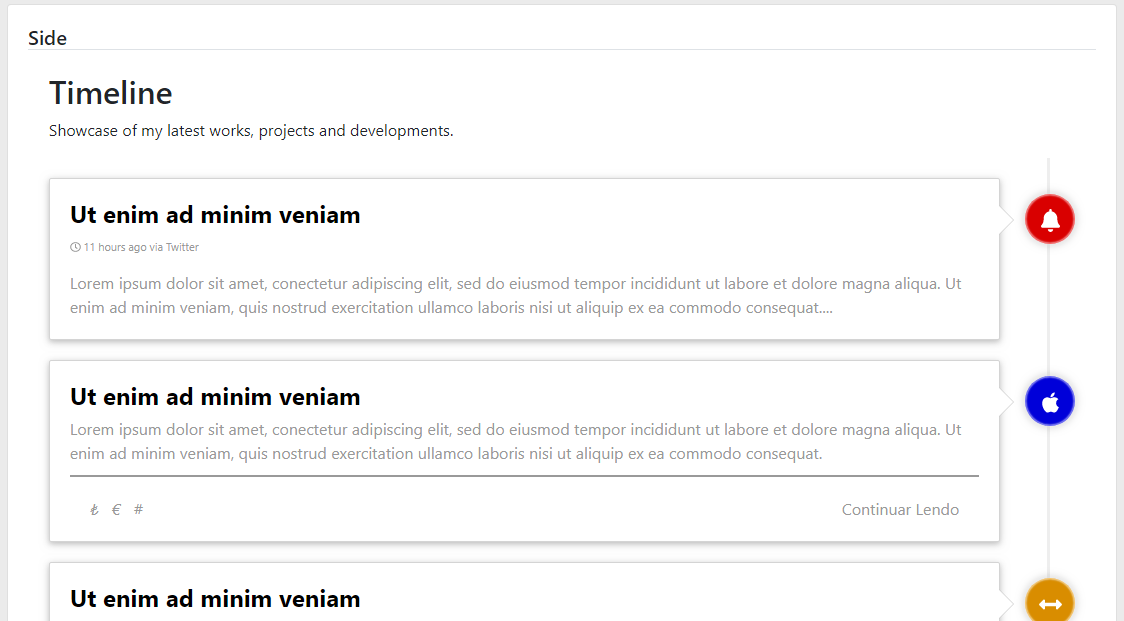 Side
Timeline
Showcase of my latest works, projects and developments.
Ut enim ad minim veniam
11 hours ago via Twitter
Lorem ipsum dolor sit amet, conectetur adipiscing elit, sed do eiusmod tempor incididunt ut labore et dolore magna aliqua. Ut
enim ad minim veniam, quis nostrud exercitation ullamco laboris nisi ut aliquip ex ea commodo consequat....
Ut enim ad minim veniam
Lorem ipsum dolor sit amet, conectetur adipiscing elit, sed do eiusmod tempor incididunt ut labore et dolore magna aliqua. Ut
enim ad minim veniam, quis nostrud exercitation ullamco laboris nisi ut aliquip ex ea commodo consequat.
₺ € # Continuar Lendo
Ut enim ad minim veniam